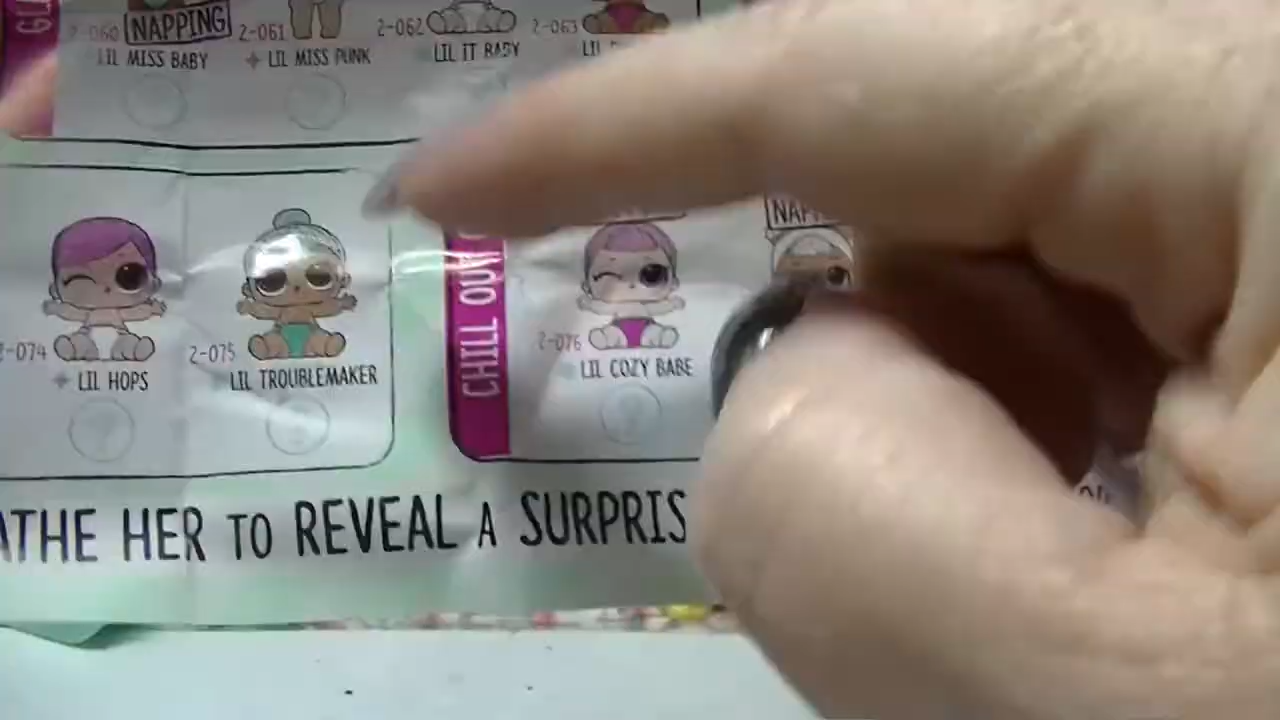 NAPPING
2-060 2-061 2-062 2-063
LIL MISS BABY + LIL MISS PUNK LIL IT BABY LIL
2-074 + LIL HOPS
2-075 LIL TROUBLEMAKER
CHILL OUT
2-076 LIL COZY BABE
ATHE HER TO REVEAL A SURPRIS